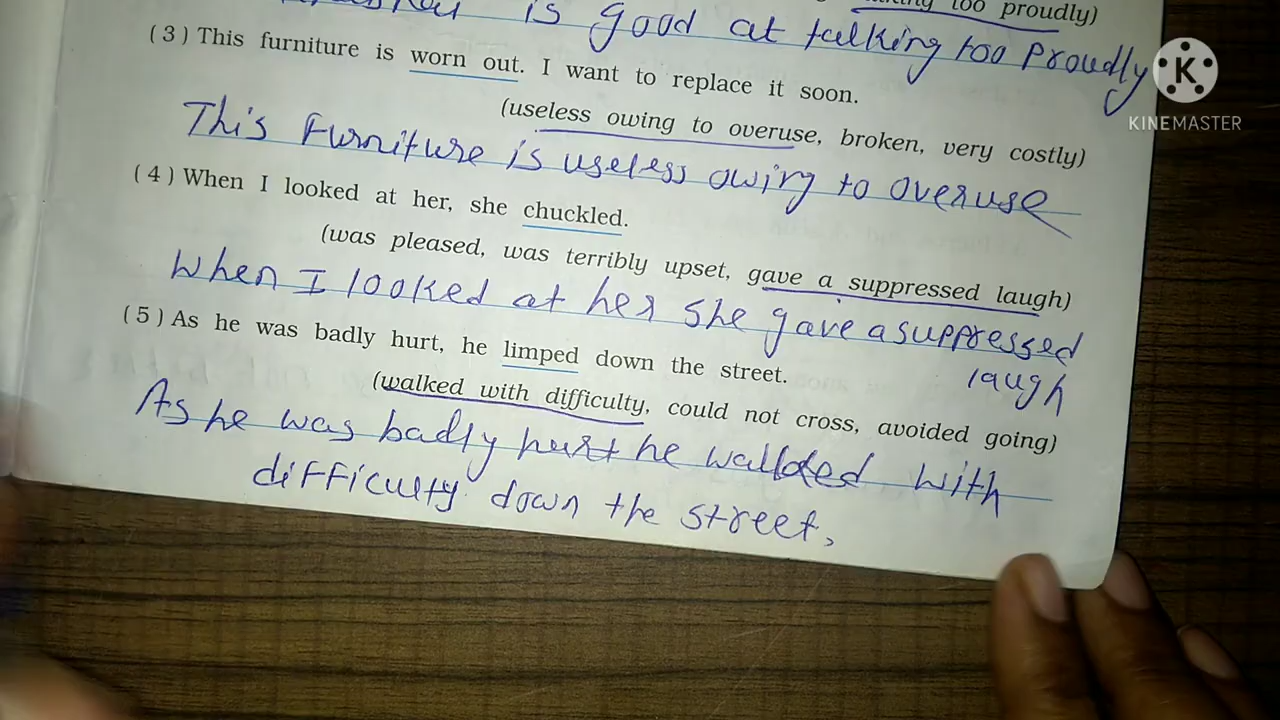 too proudly)
is good at talking too Proudly
(3) This furniture is worn out. I want to replace it soon.
(useless owing to overuse, broken, very costly)
This Furniture is useless owing to overuse
(4) When I looked at her, she chuckled.
(was pleased, was terribly upset, gave a suppressed laugh)
When I looked at her she gave a suppressed
laugh
(5) As he was badly hurt, he limped down the street.
(walked with difficulty, could not cross, avoided going)
As he was badly hurt he walked with
difficulty down the street,
K
KINEMASTER